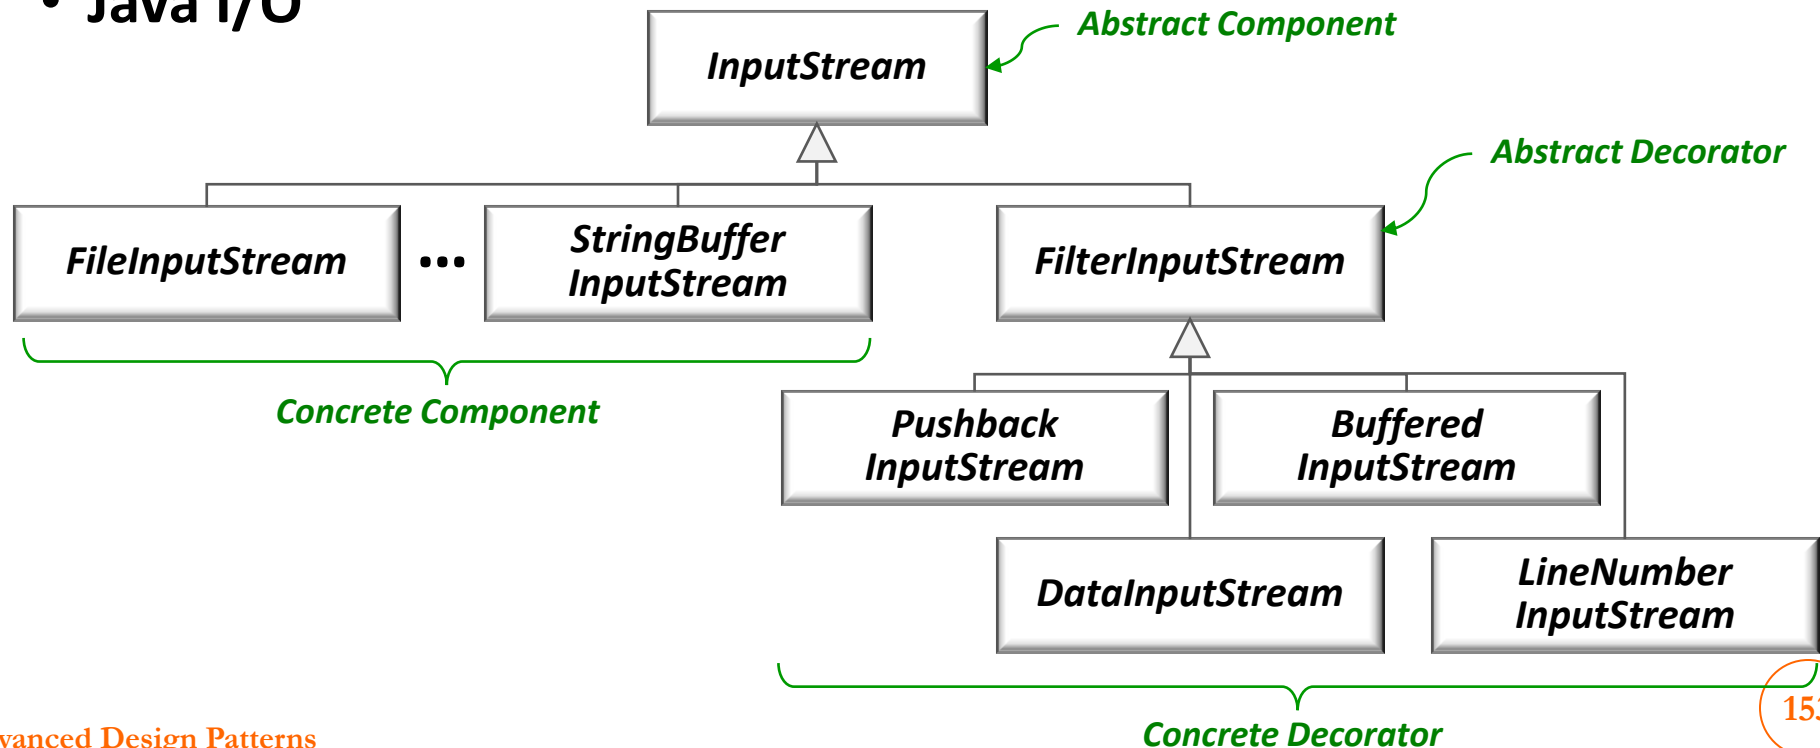 • Java I/O
Abstract Component
InputStream
Abstract Decorator
FileInputStream
...
StringBuffer
InputStream
FilterInputStream
Concrete Component
Pushback
InputStream
Buffered
InputStream
DataInputStream
LineNumber
InputStream
Concrete Decorator
Design Patterns